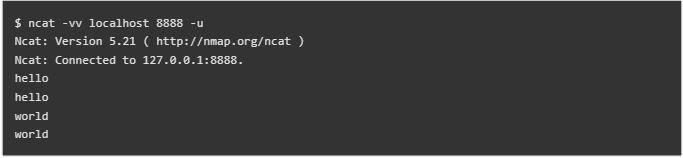 $ ncat -vv localhost 8888 -u
Ncat: Version 5.21 ( http://nmap.org/ncat )
Ncat: Connected to 127.0.0.1:8888.
hello
hello
world
world